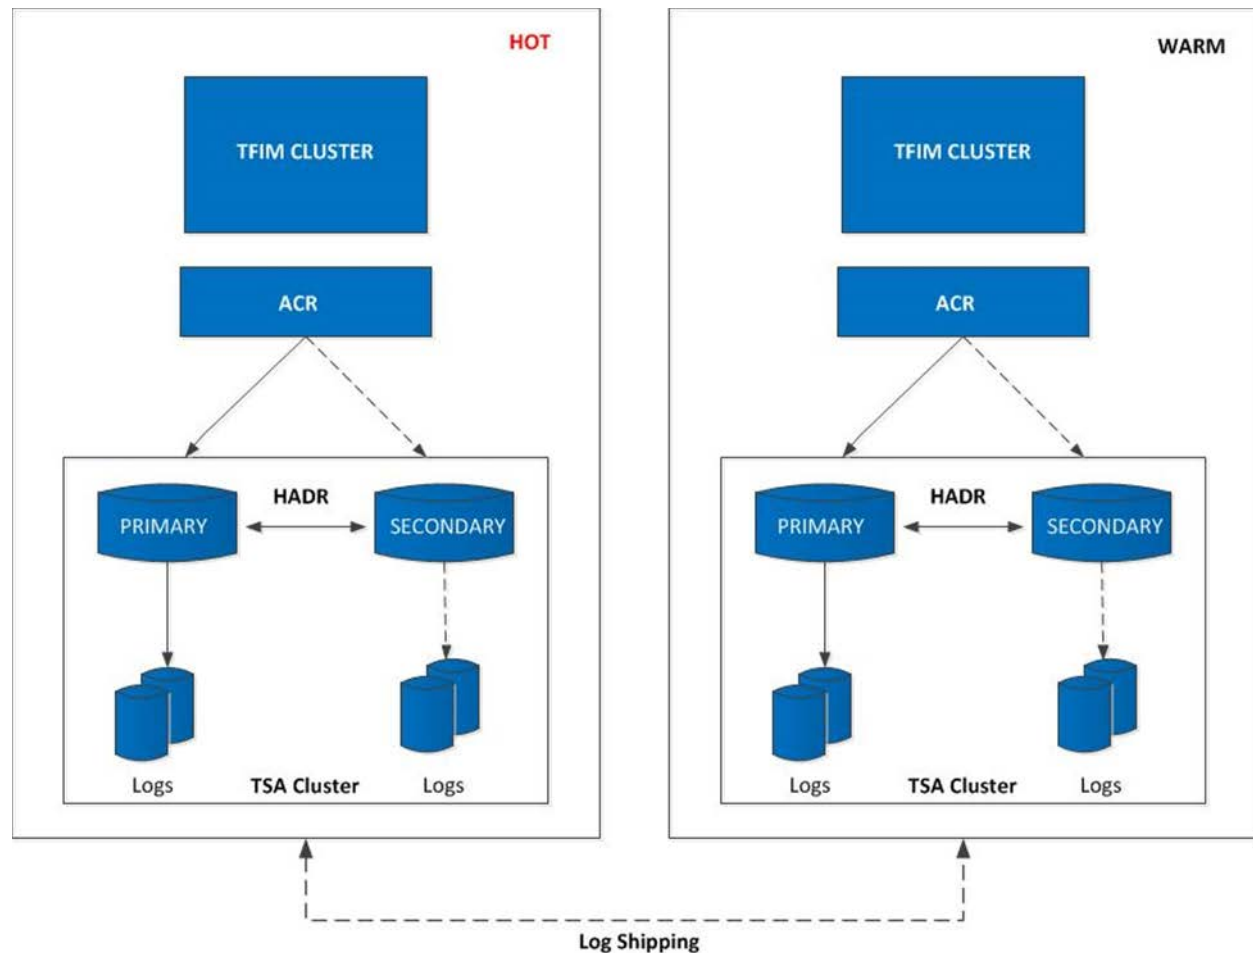 HOT
TFIM CLUSTER
ACR
HADR
PRIMARY
SECONDARY
Logs
TSA Cluster
Logs
WARM
TFIM CLUSTER
ACR
HADR
PRIMARY
SECONDARY
Logs
TSA Cluster
Logs
Log Shipping